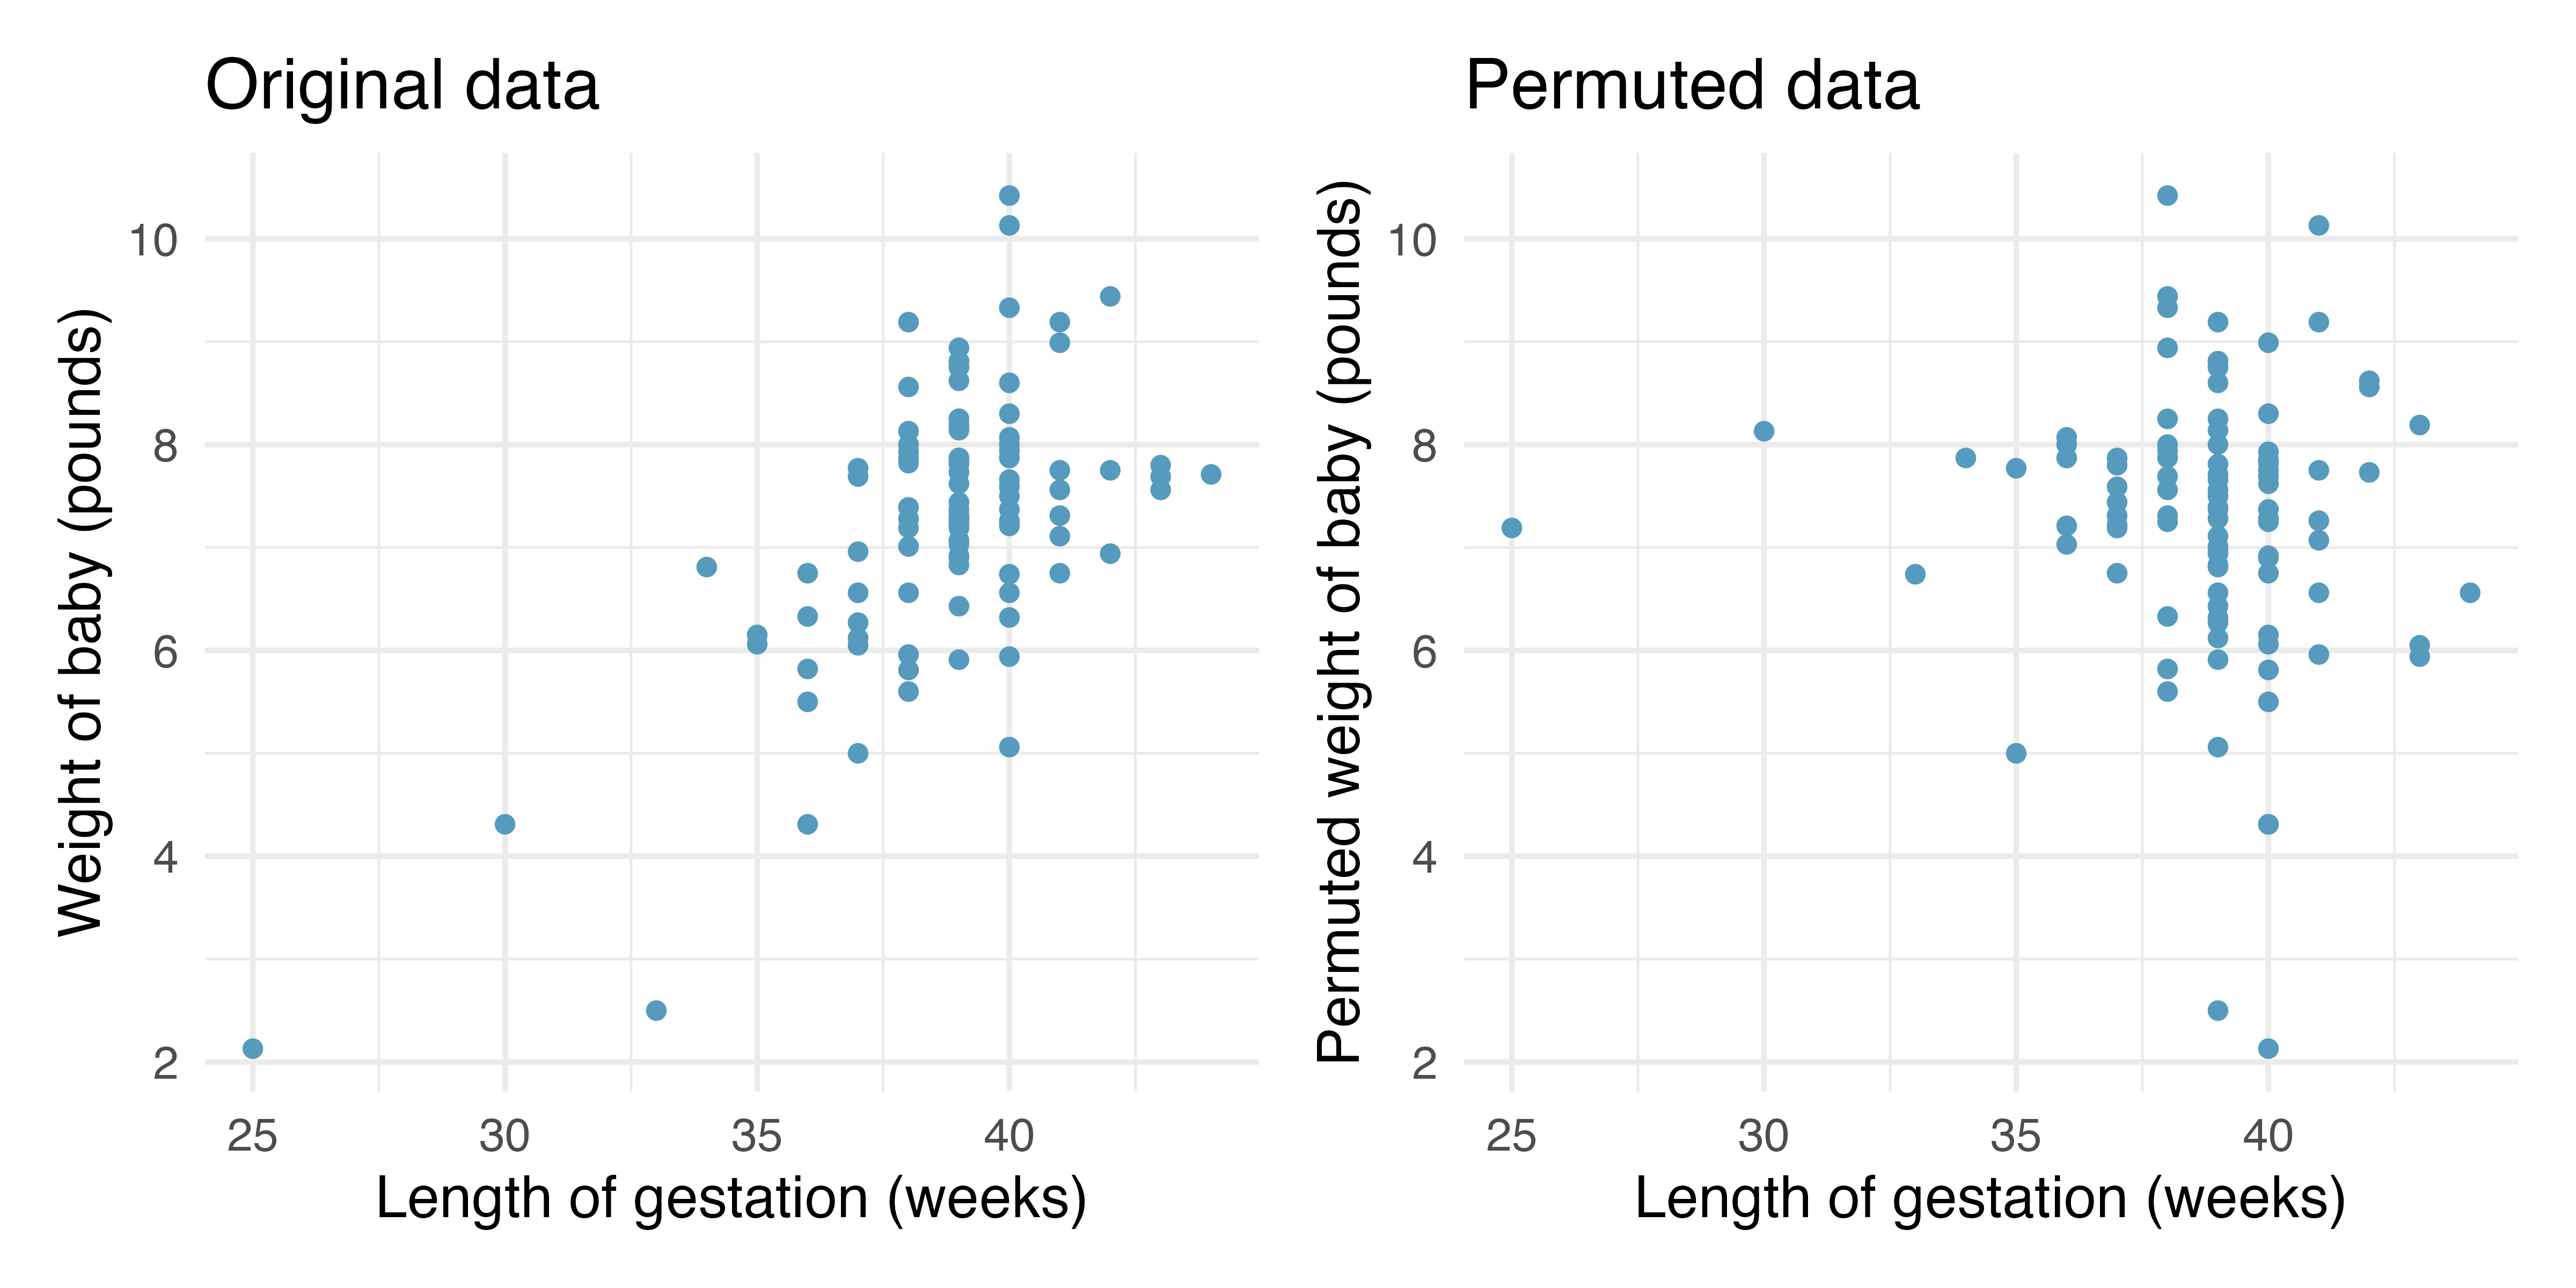 Original data
Weight of baby (pounds)
10
8
6
4
2
25 30 35 40
Length of gestation (weeks)
Permuted data
Permuted weight of baby (pounds)
10
8
6
4
2
25 30 35 40
Length of gestation (weeks)